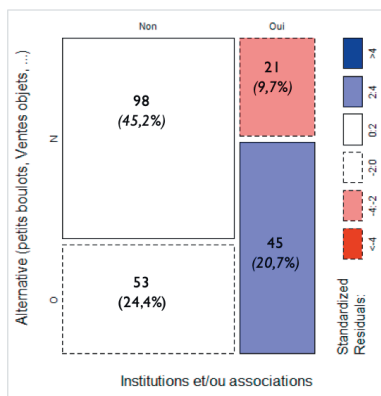 Non
Oui
Alternative (petits boulots, Ventes objets, ...)
N
O
98
(45,2%)
21
(9,7%)
53
(24,4%)
45
(20,7%)
Institutions et/ou associations
>4
2:4
0:2
-2:0
-4:-2
<-4
Standardized
Residuals: